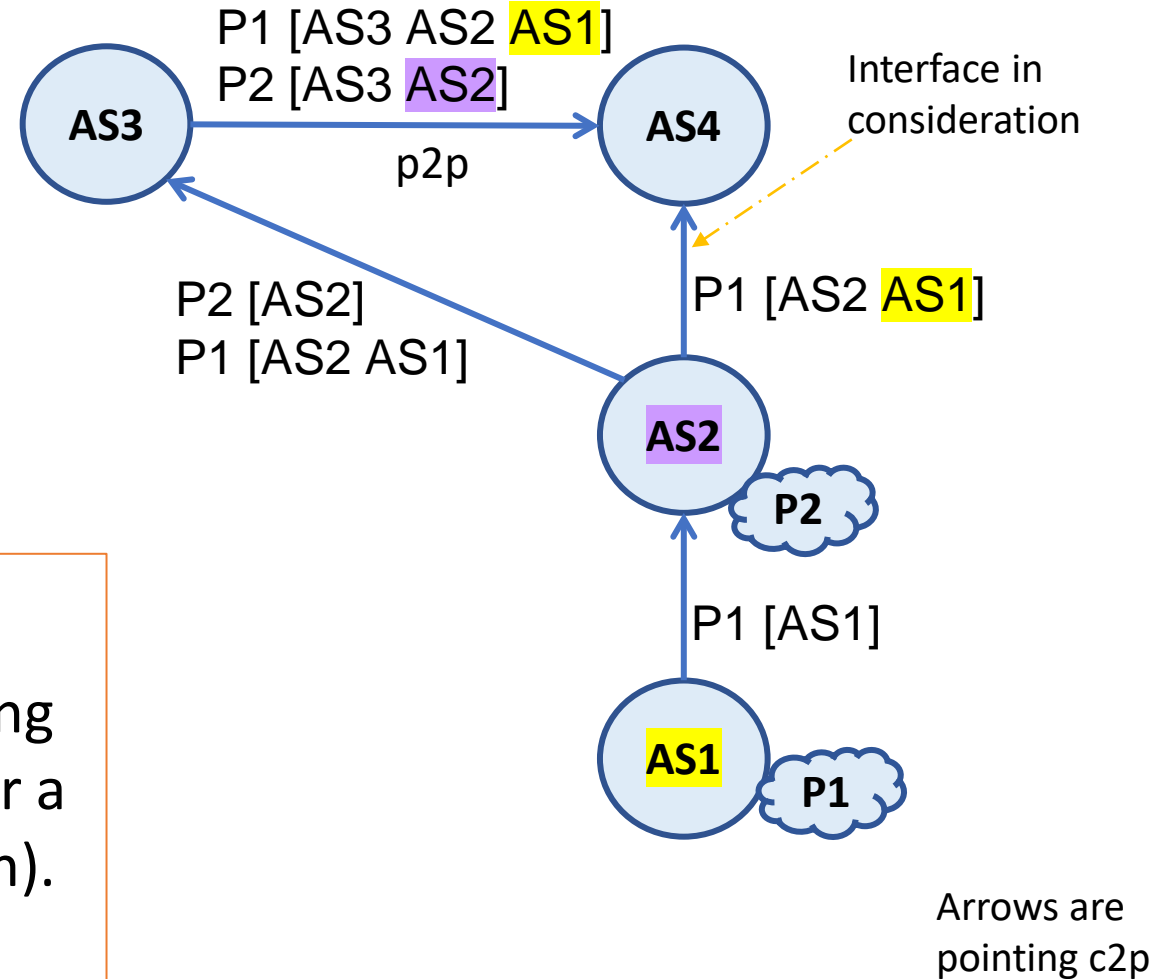 P1 [AS3 AS2 AS1]
P2 [AS3 AS2]
AS3
AS4
p2p
Interface in
consideration
P2 [AS2]
P1 [AS2 AS1]
P1 [AS2 AS1]
AS2
P2
P1 [AS1]
AS1
P1
ng
r a
n).
Arrows are
pointing c2p